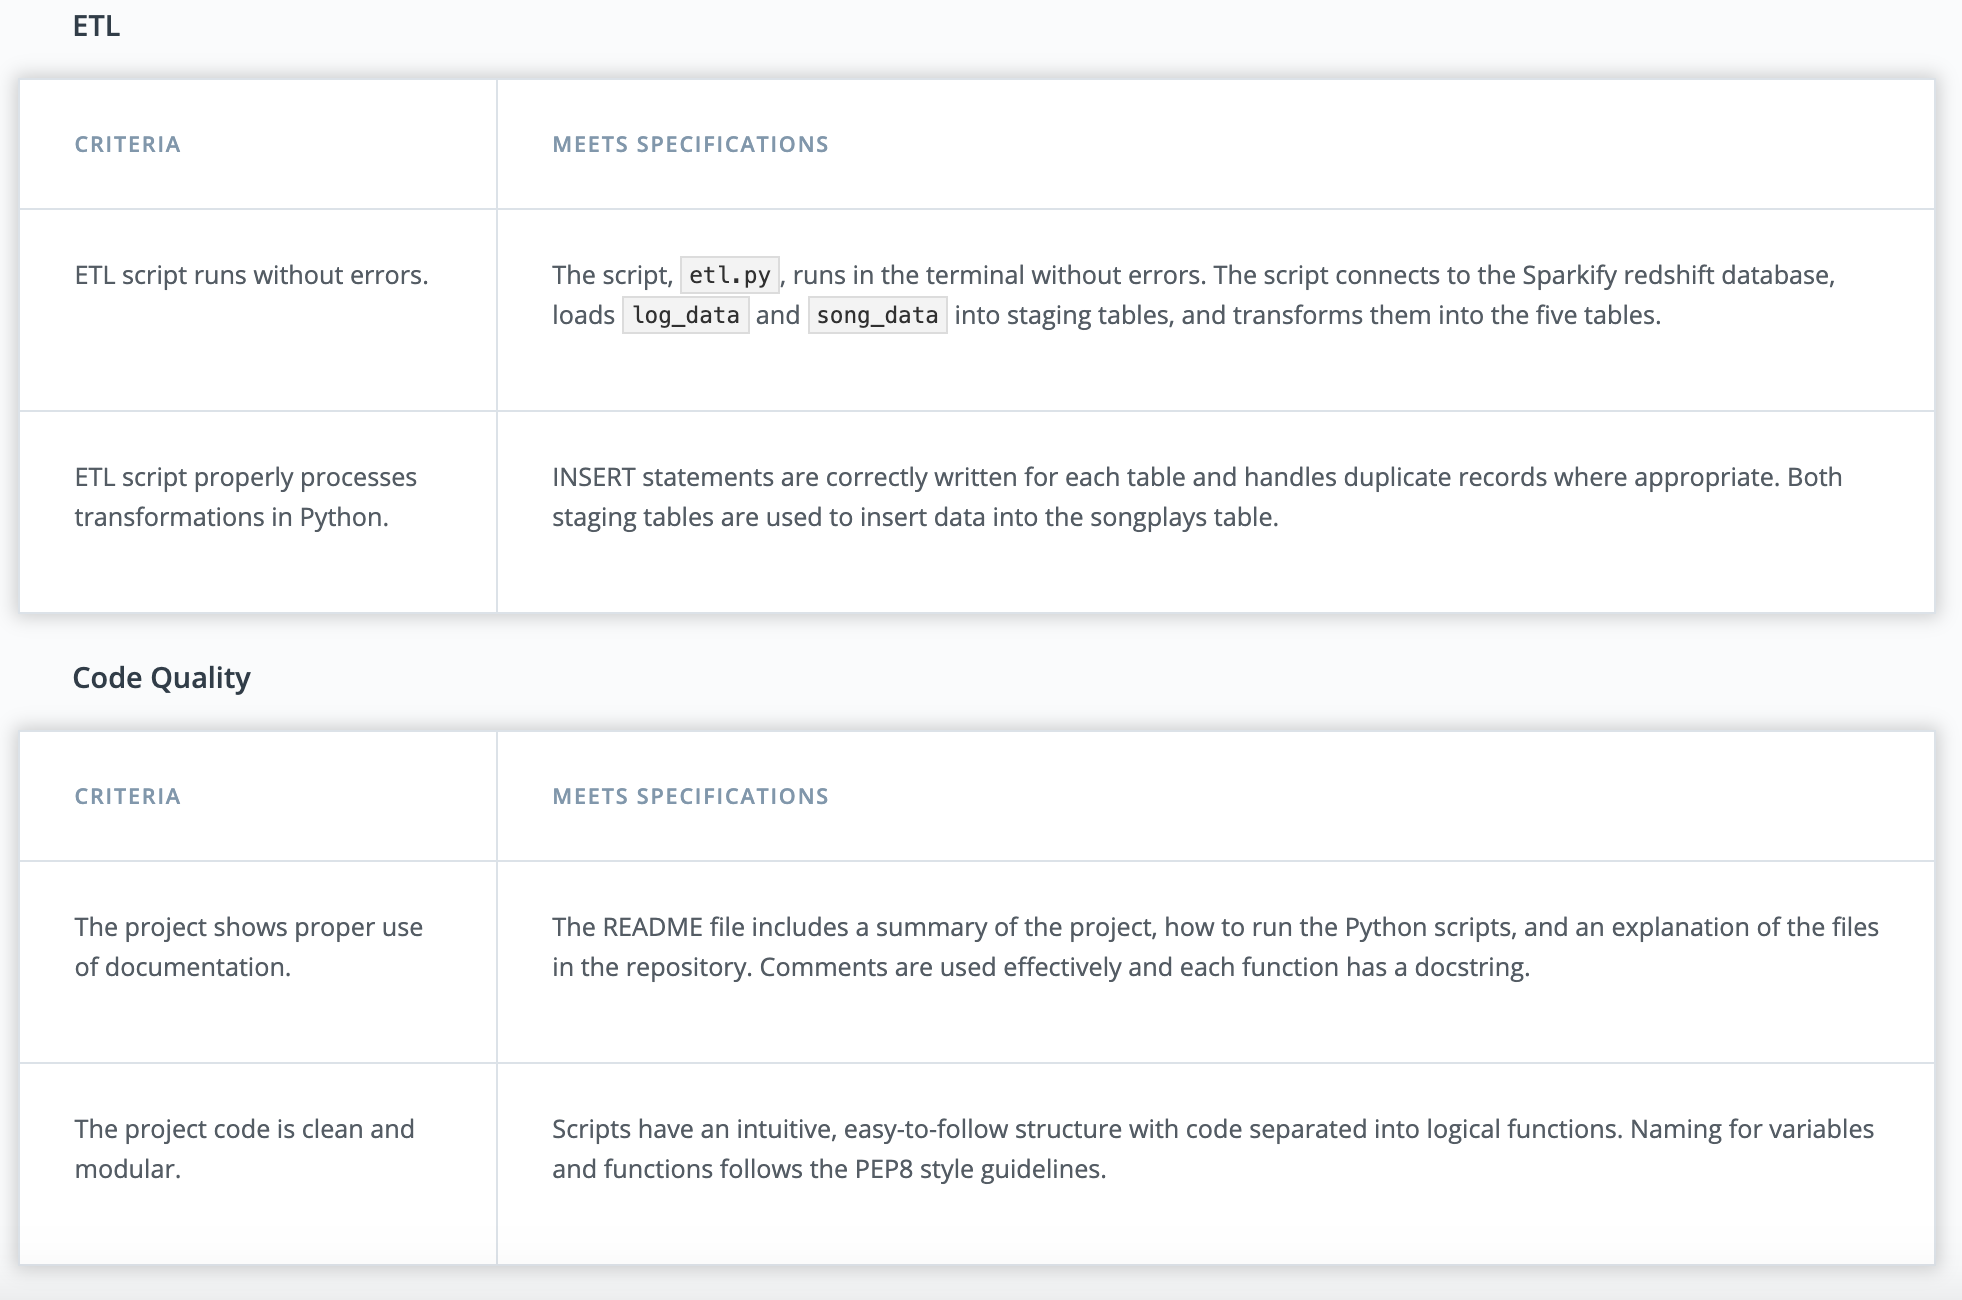 ETL
CRITERIA
MEETS SPECIFICATIONS
ETL script runs without errors.
The script, etl.py, runs in the terminal without errors. The script connects to the Sparkify redshift database,
loads log_data and song_data into staging tables, and transforms them into the five tables.
ETL script properly processes
transformations in Python.
INSERT statements are correctly written for each table and handles duplicate records where appropriate. Both
staging tables are used to insert data into the songplays table.
Code Quality
CRITERIA
MEETS SPECIFICATIONS
The project shows proper use
of documentation.
The README file includes a summary of the project, how to run the Python scripts, and an explanation of the files
in the repository. Comments are used effectively and each function has a docstring.
The project code is clean and
modular.
Scripts have an intuitive, easy-to-follow structure with code separated into logical functions. Naming for variables
and functions follows the PEP8 style guidelines.